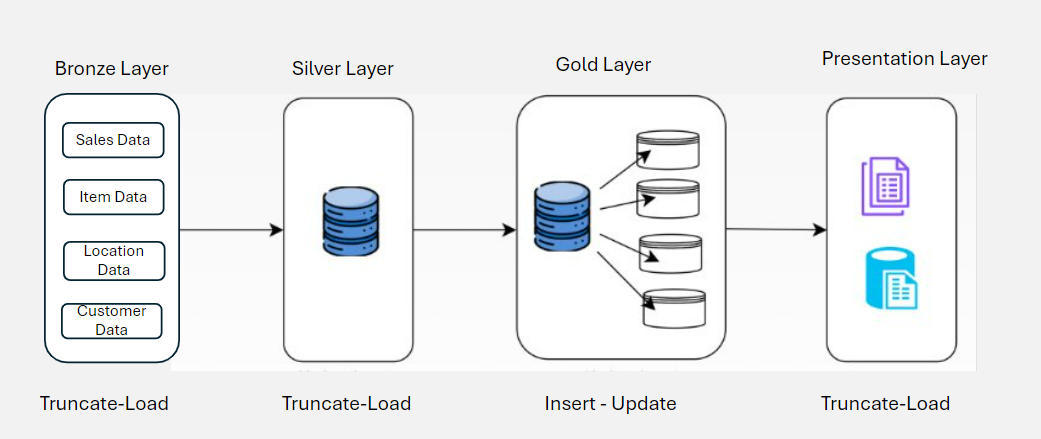 Bronze Layer
Silver Layer
Gold Layer
Presentation Layer
Sales Data
Item Data
Location
Data
Customer
Data
Truncate-Load
Truncate-Load
Insert - Update
Truncate-Load